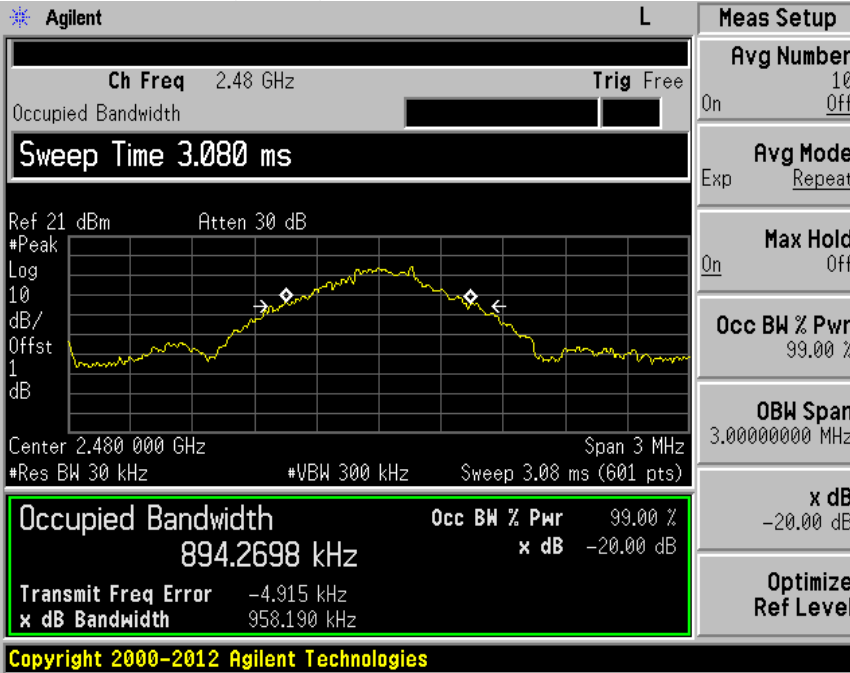 Agilent L Meas Setup
Ch Freq 2.48 GHz Trig Free
Occupied Bandwidth
Sweep Time 3.080 ms
Ref 21 dBm Atten 30 dB
#Peak
Log
10
dB/
Offst
1
dB
Center 2.480 000 GHz Span 3 MHz
#Res BW 30 kHz #VBW 300 kHz Sweep 3.08 ms (601 pts)
Occupied Bandwidth Occ BW % Pwr 99.00 %
894.2698 kHz x dB -20.00 dB
Transmit Freq Error -4.915 kHz
x dB Bandwidth 958.190 kHz
Copyright 2000-2012 Agilent Technologies
Avg Number
10
On Off
Avg Mode
Exp Repeat
Max Hold
On Off
Occ BW % Pwr
99.00 %
OBW Span
3.00000000 MHz
x dB
-20.00 dB
Optimize
Ref Level